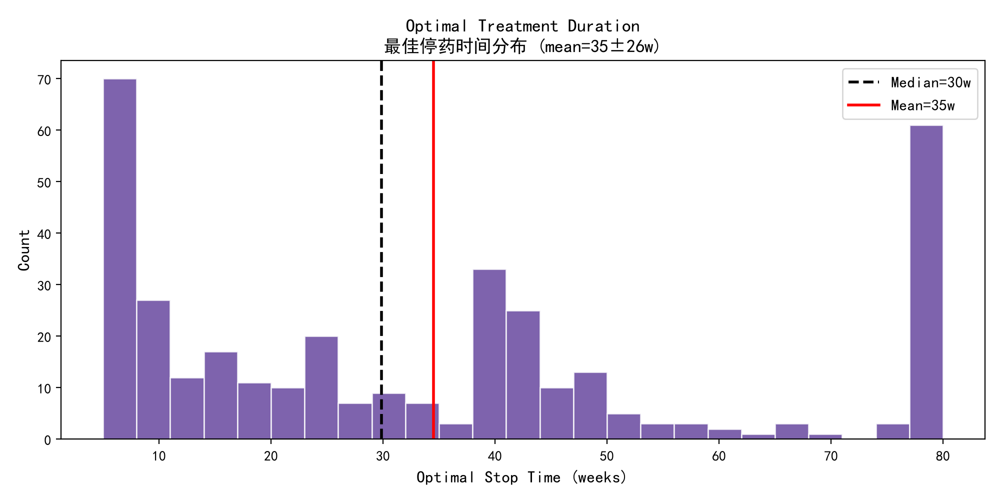 Optimal Treatment Duration
最佳停药时间分布 (mean=35±26w)
Median=30w
Mean=35w
Count
70
60
50
40
30
20
10
0
10 20 30 40 50 60 70 80
Optimal Stop Time (weeks)